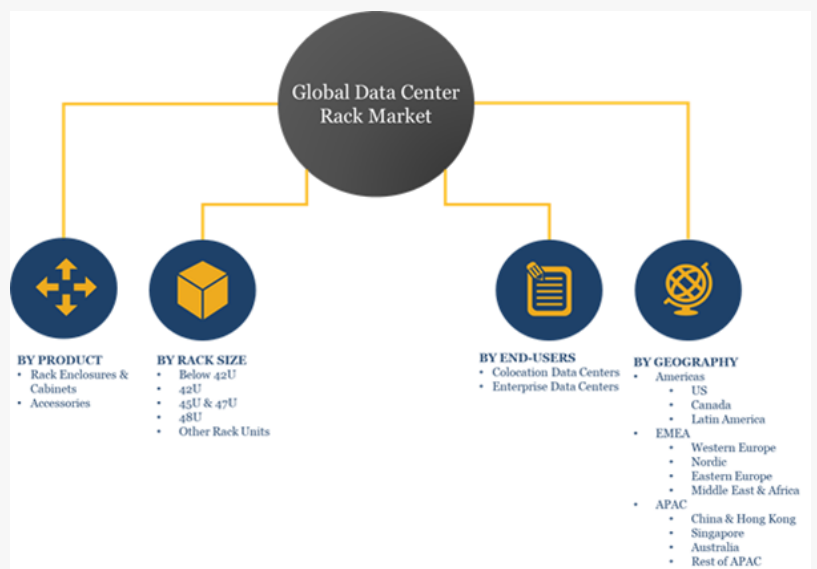 Global Data Center
Rack Market
BY PRODUCT
• Rack Enclosures &
Cabinets
• Accessories
BY RACK SIZE
• Below 42U
• 42U
• 45U & 47U
• 48U
• Other Rack Units
BY END-USERS
• Colocation Data Centers
• Enterprise Data Centers
BY GEOGRAPHY
• Americas
• US
• Canada
• Latin America
• EMEA
• Western Europe
• Nordic
• Eastern Europe
• Middle East & Africa
• APAC
• China & Hong Kong
• Singapore
• Australia
• Rest of APAC